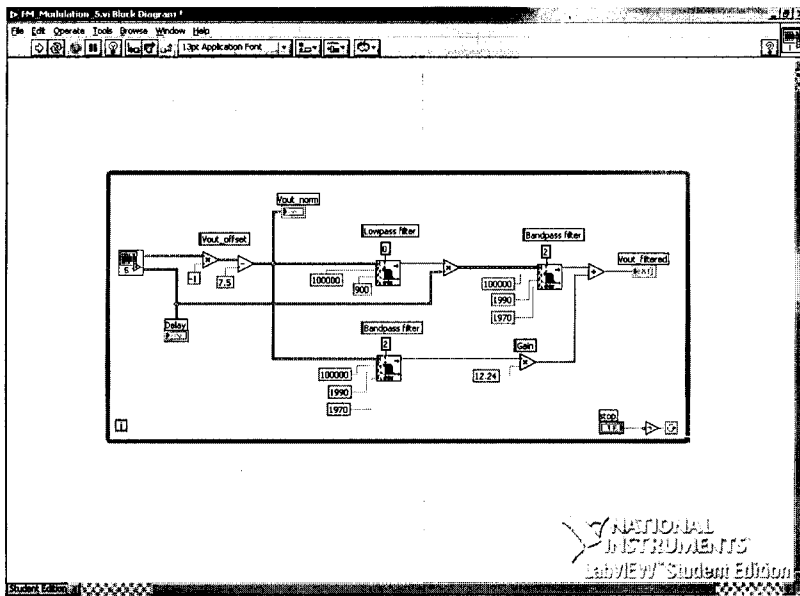 FM_Modulation_5.vi Block Diagram *
File Edit Operate Tools Browse Window Help
13pt Application Font
Vout_norm
Vout_offset
Lowpass filter
Bandpass filter
0
2
Vout_filtered
6
-1
7.5
100000
900
100000
1990
1970
Delay
Bandpass filter
2
Gain
100000
12.24
1990
1970
stop
i
NATIONAL
INSTRUMENTS
LabVIEW™ Student Edition
Student Edition